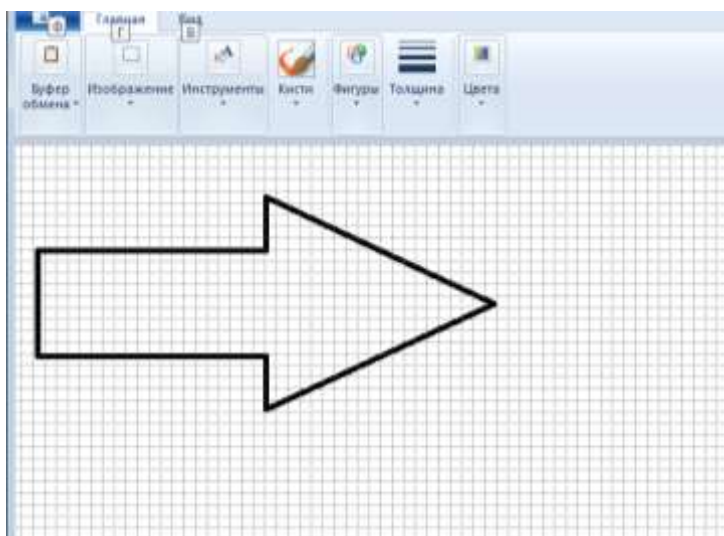 Главная Вид
Ф Г В
Буфер обмена Изображение Инструменты Кисти Фигуры Толщина Цвета